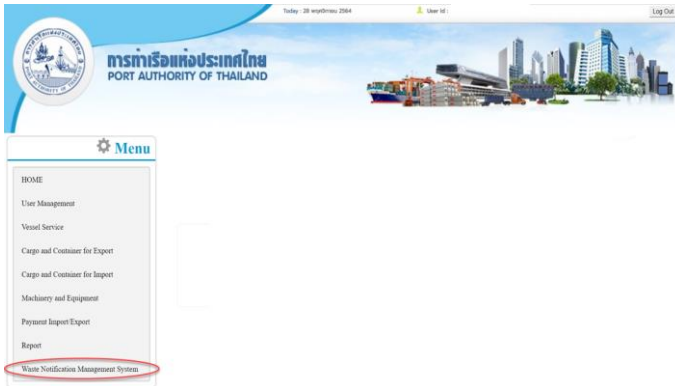 Today : 28 พฤศจิกายน 2564
User Id :
Log Out
การท่าเรือแห่งประเทศไทย
PORT AUTHORITY OF THAILAND
Menu
HOME
User Management
Vessel Service
Cargo and Container for Export
Cargo and Container for Import
Machinery and Equipment
Payment Import/Export
Report
Waste Notification Management System